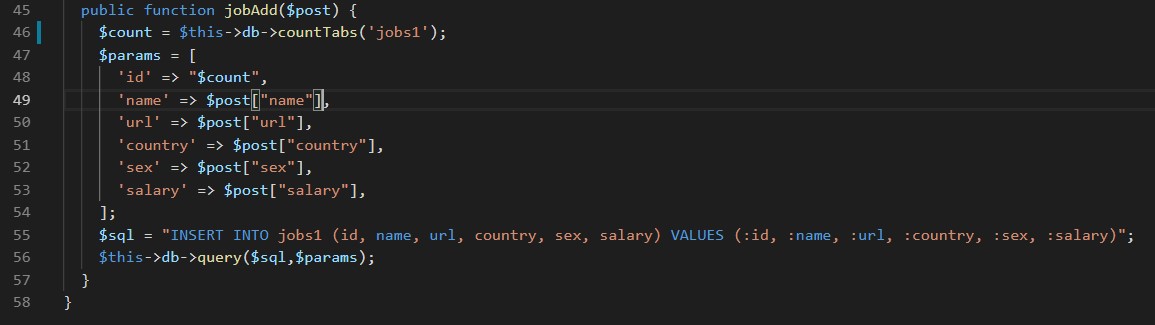 45 public function jobAdd($post) {
46 $count = $this->db->countTabs('jobs1');
47 $params = [
48 'id' => "$count",
49 'name' => $post["name"],
50 'url' => $post["url"],
51 'country' => $post["country"],
52 'sex' => $post["sex"],
53 'salary' => $post["salary"],
54 ];
55 $sql = "INSERT INTO jobs1 (id, name, url, country, sex, salary) VALUES (:id, :name, :url, :country, :sex, :salary)";
56 $this->db->query($sql,$params);
57 }
58 }